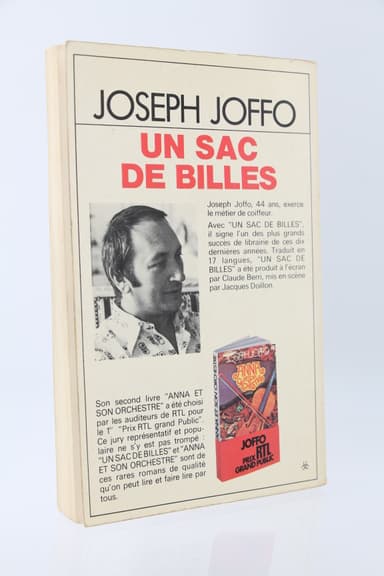 JOSEPH JOFFO
UN SAC
DE BILLES
Joseph Joffo, 44 ans, exerce
le métier de coiffeur.
Avec "UN SAC DE BILLES",
il signe l'un des plus grands
succès de librairie de ces dix
dernières années. Traduit en
17 langues, "UN SAC DE
BILLES" a été produit à l'écran
par Claude Berri, mis en scène
par Jacques Doillon.
Son second livre "ANNA ET
SON ORCHESTRE" a été choisi
par les auditeurs de RTL pour
le 1er "Prix RTL grand Public".
Ce jury représentatif et popu-
laire ne s'y est pas trompé :
"UN SAC DE BILLES" et "ANNA
ET SON ORCHESTRE" sont de
ces rares romans de qualité
qu'on peut lire et faire lire par
tous.
JOFFO
RTL
PRIX
GRAND PUBLIC